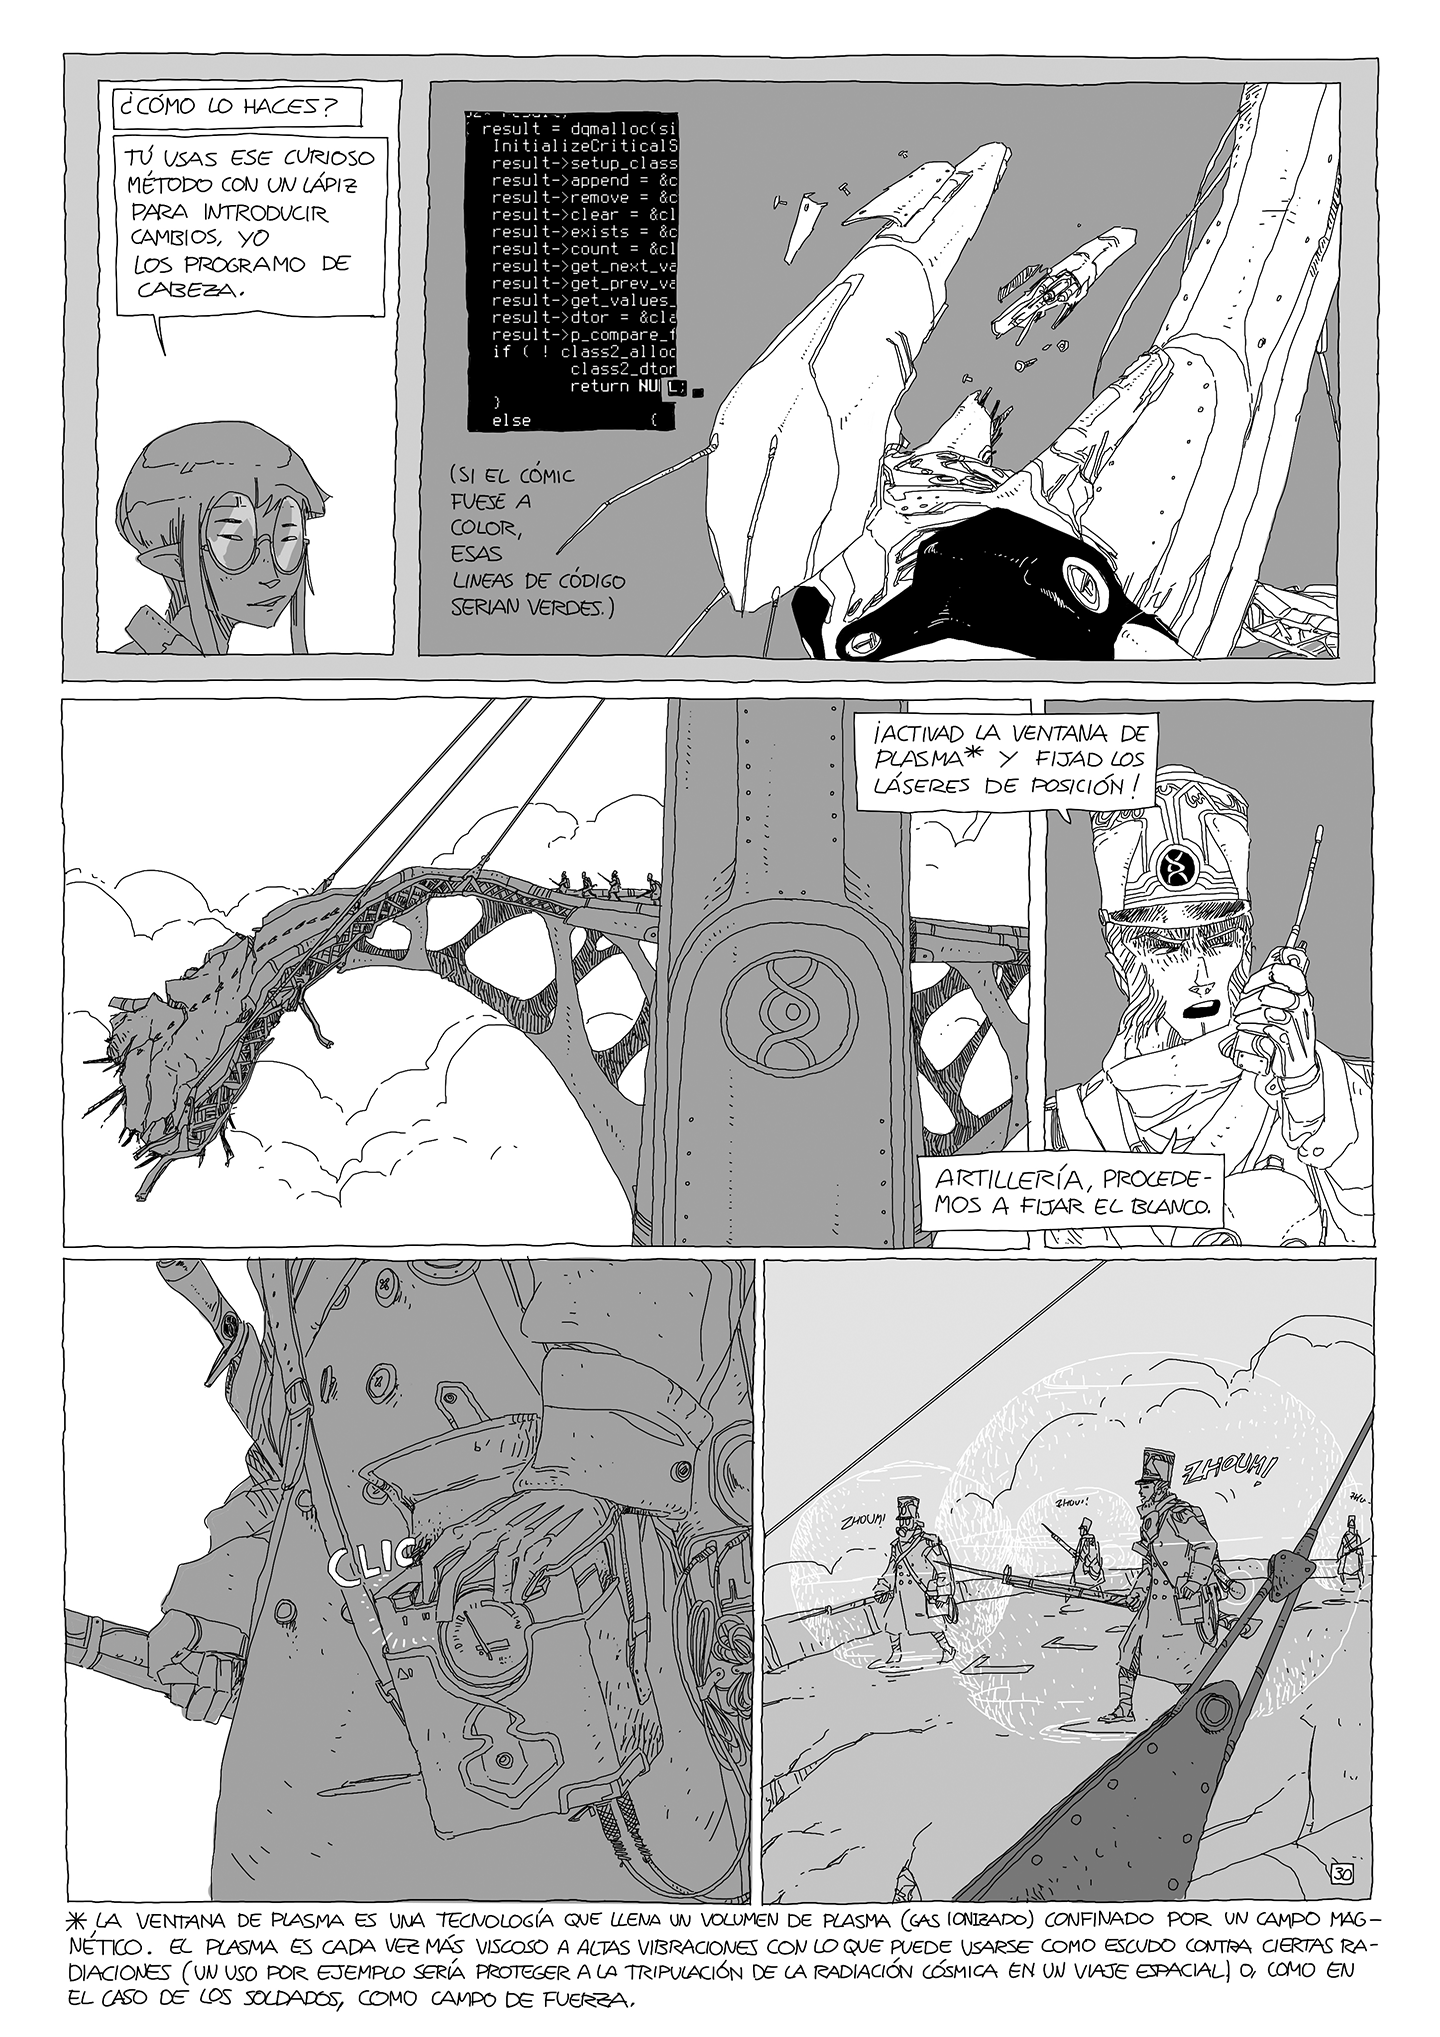 ¿CÓMO LO HACES?
TÚ USAS ESE CURIOSO
MÉTODO CON UN LÁPIZ
PARA INTRODUCIR
CAMBIOS, YO
LOS PROGRAMO DE
CABEZA.
result = dqmalloc(si
InitializeCriticalS
result->setup_class
result->append = &c
result->remove = &c
result->clear = &cl
result->exists = &c
result->count = &cl
result->get_next_va
result->get_prev_va
result->get_values_
result->dtor = &cla
result->p_compare_f
if ( ! class2_alloc
class2_dtor
return NULL;
}
else {
(SI EL CÓMIC
FUESE A
COLOR,
ESAS
LINEAS DE CÓDIGO
SERIAN VERDES.)
¡ACTIVAD LA VENTANA DE
PLASMA* Y FIJAD LOS
LÁSERES DE POSICIÓN!
ARTILLERÍA, PROCEDE-
MOS A FIJAR EL BLANCO.
CLIC
ZHOUM!
ZHOUM!
ZHOUM!
ZHU-
30
* LA VENTANA DE PLASMA ES UNA TECNOLOGÍA QUE LLENA UN VOLUMEN DE PLASMA (GAS IONIZADO) CONFINADO POR UN CAMPO MAG-
NÉTICO. EL PLASMA ES CADA VEZ MÁS VISCOSO A ALTAS VIBRACIONES CON LO QUE PUEDE USARSE COMO ESCUDO CONTRA CIERTAS RA-
DIACIONES (UN USO POR EJEMPLO SERÍA PROTEGER A LA TRIPULACIÓN DE LA RADIACIÓN CÓSMICA EN UN VIAJE ESPACIAL) O, COMO EN
EL CASO DE LOS SOLDADOS, COMO CAMPO DE FUERZA.